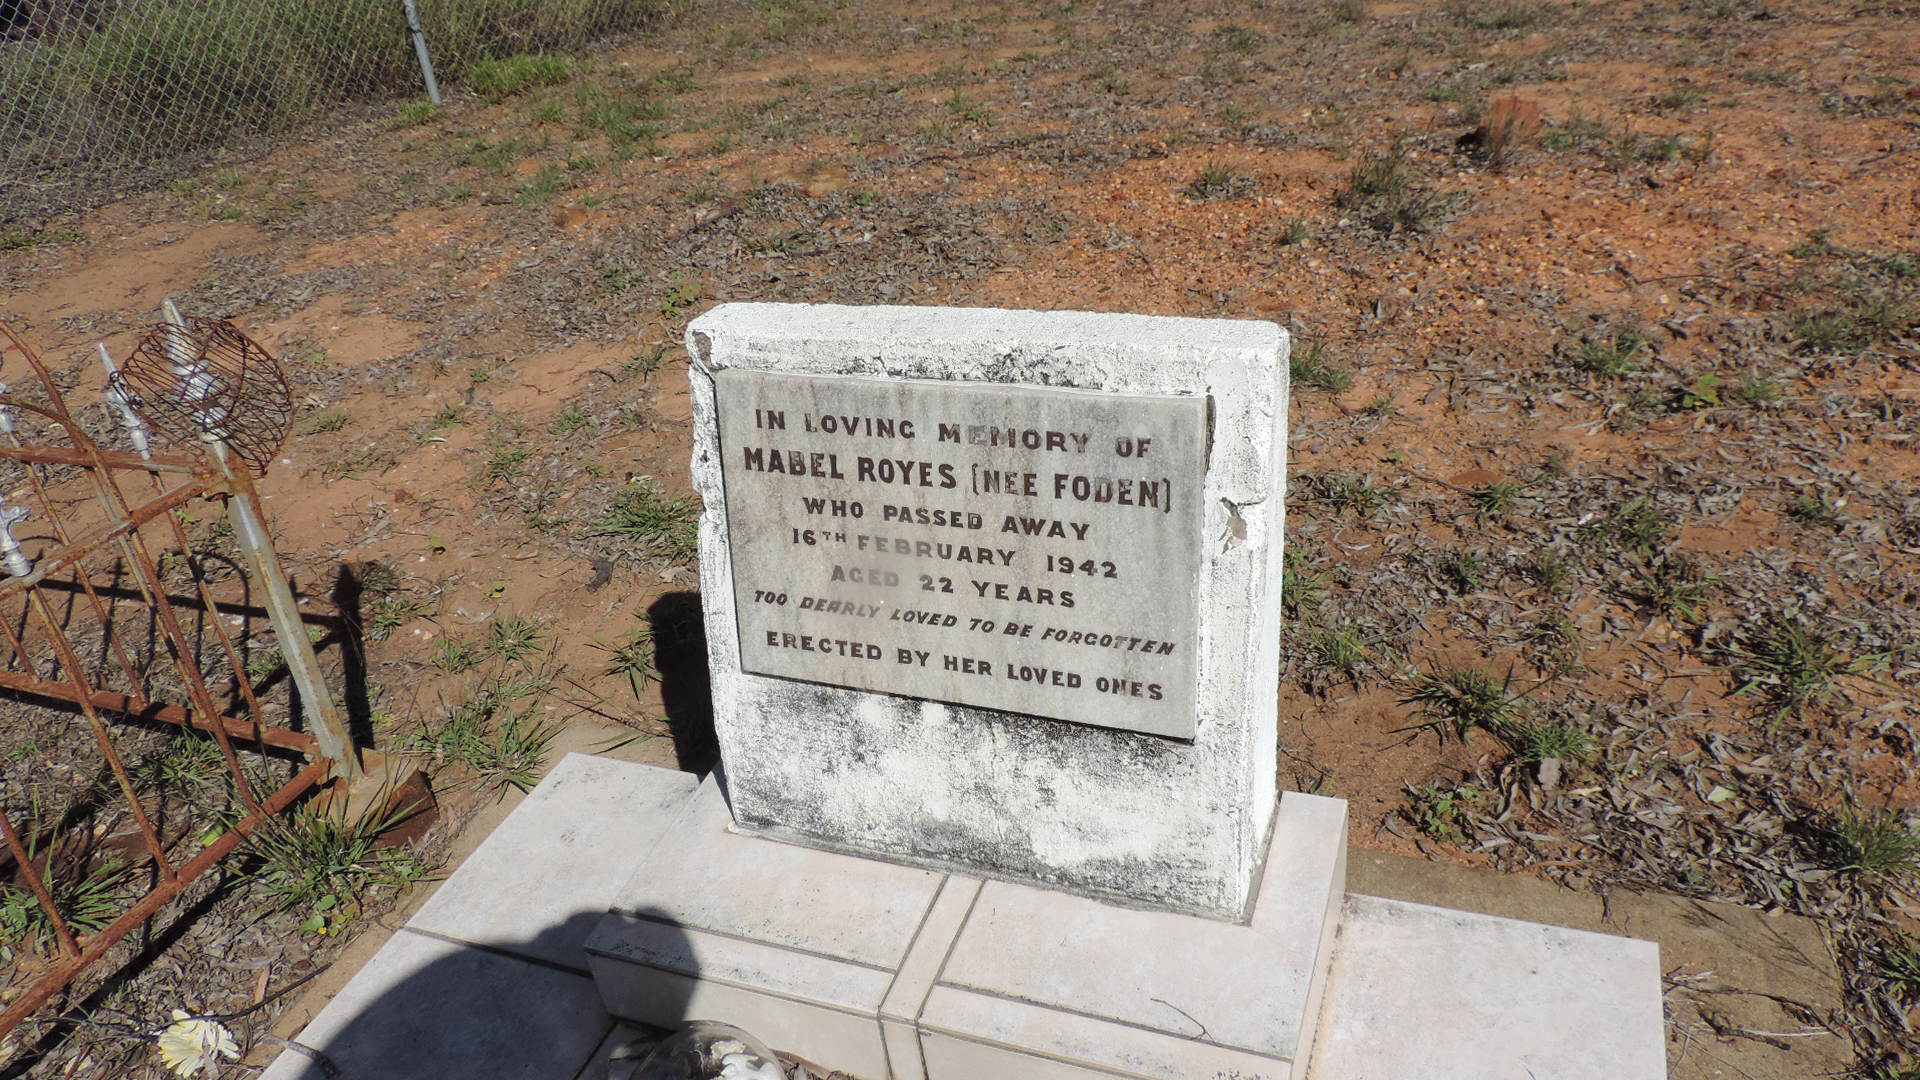 IN LOVING MEMORY OF
MABEL ROYES (NEE FODEN)
WHO PASSED AWAY
16TH FEBRUARY 1942
AGED 22 YEARS
TOO DEARLY LOVED TO BE FORGOTTEN
ERECTED BY HER LOVED ONES